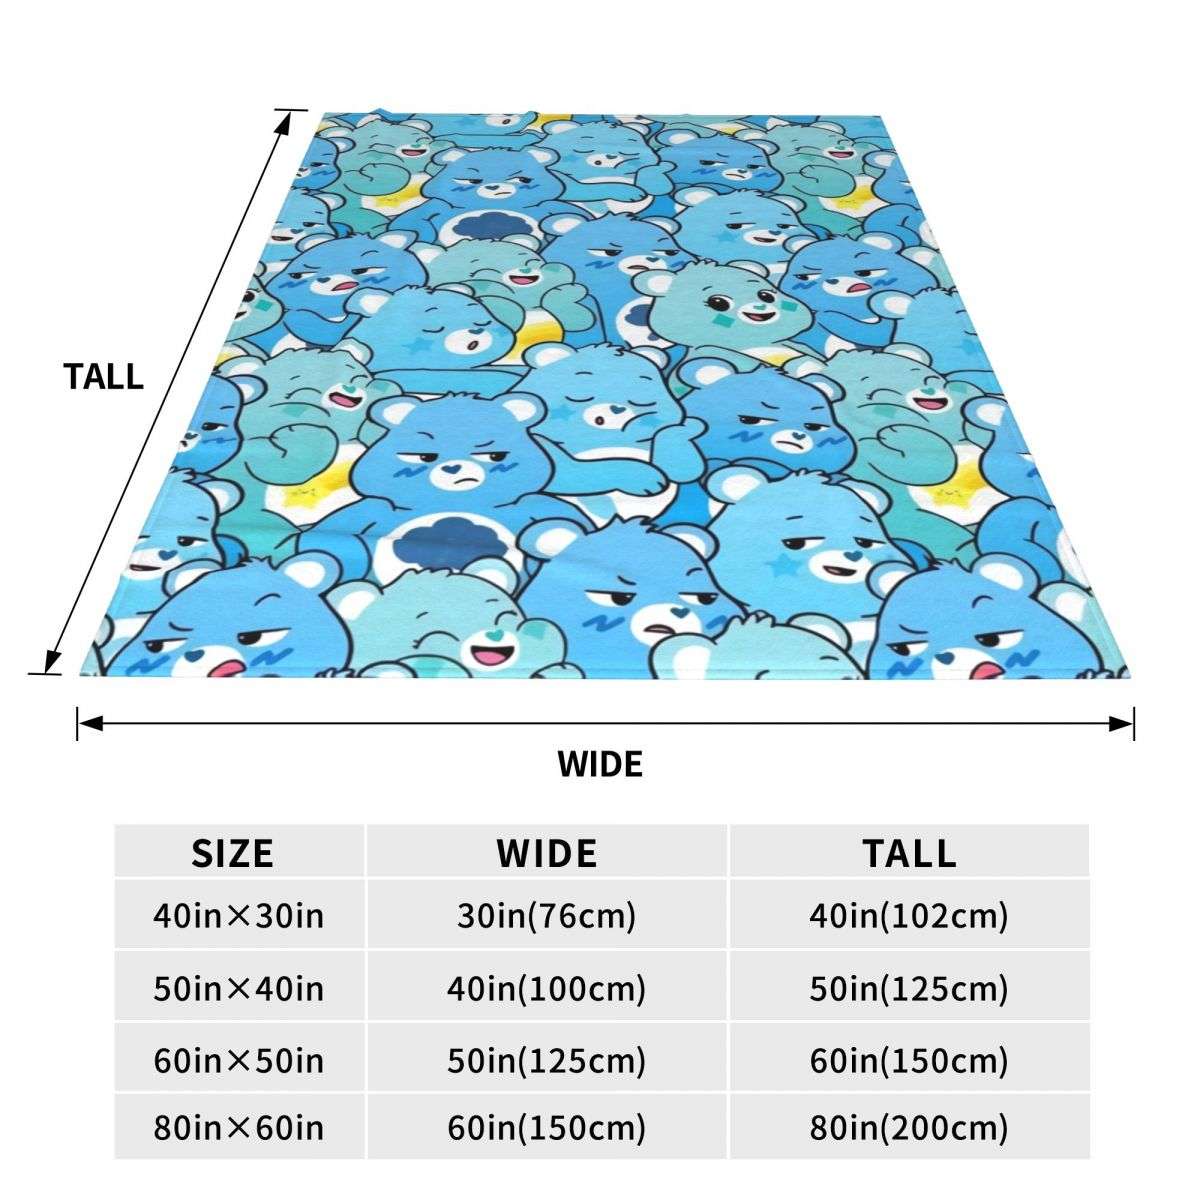 TALL
WIDE
SIZE WIDE TALL
40in×30in 30in(76cm) 40in(102cm)
50in×40in 40in(100cm) 50in(125cm)
60in×50in 50in(125cm) 60in(150cm)
80in×60in 60in(150cm) 80in(200cm)